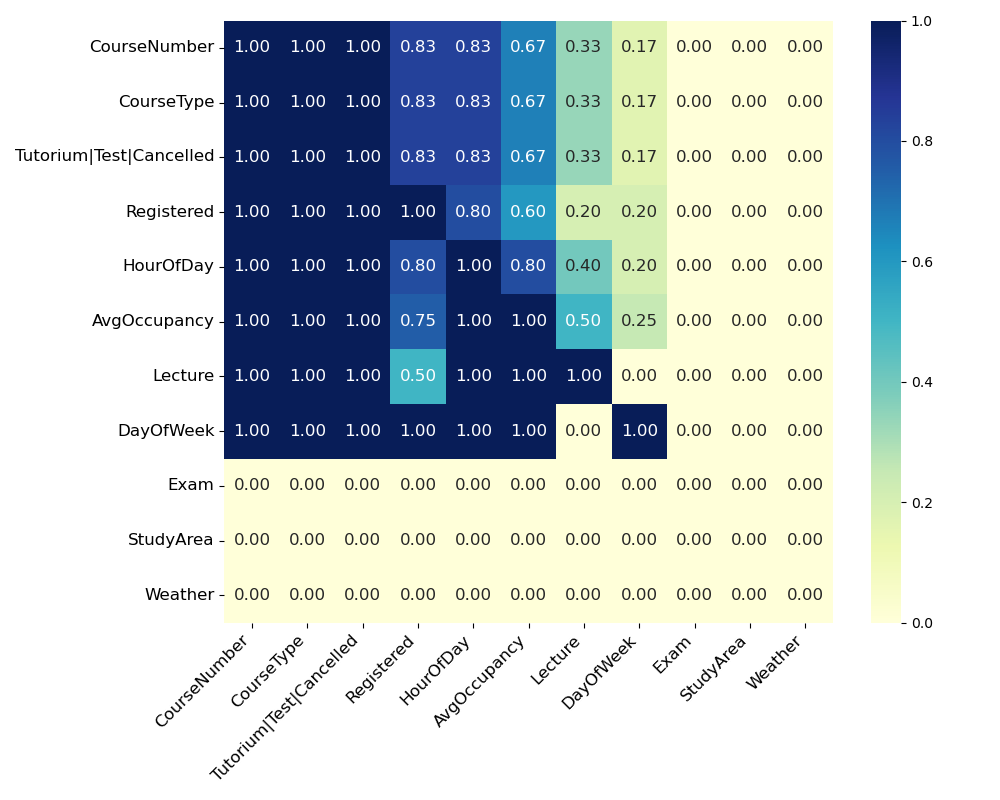 CourseNumber 1.00 1.00 1.00 0.83 0.83 0.67 0.33 0.17 0.00 0.00 0.00
CourseType 1.00 1.00 1.00 0.83 0.83 0.67 0.33 0.17 0.00 0.00 0.00
Tutorium|Test|Cancelled 1.00 1.00 1.00 0.83 0.83 0.67 0.33 0.17 0.00 0.00 0.00
Registered 1.00 1.00 1.00 1.00 0.80 0.60 0.20 0.20 0.00 0.00 0.00
HourOfDay 1.00 1.00 1.00 0.80 1.00 0.80 0.40 0.20 0.00 0.00 0.00
AvgOccupancy 1.00 1.00 1.00 0.75 1.00 1.00 0.50 0.25 0.00 0.00 0.00
Lecture 1.00 1.00 1.00 0.50 1.00 1.00 1.00 0.00 0.00 0.00 0.00
DayOfWeek 1.00 1.00 1.00 1.00 1.00 1.00 0.00 1.00 0.00 0.00 0.00
Exam 0.00 0.00 0.00 0.00 0.00 0.00 0.00 0.00 0.00 0.00 0.00
StudyArea 0.00 0.00 0.00 0.00 0.00 0.00 0.00 0.00 0.00 0.00 0.00
Weather 0.00 0.00 0.00 0.00 0.00 0.00 0.00 0.00 0.00 0.00 0.00
CourseNumber
CourseType
Tutorium|Test|Cancelled
Registered
HourOfDay
AvgOccupancy
Lecture
DayOfWeek
Exam
StudyArea
Weather
1.0
0.8
0.6
0.4
0.2
0.0